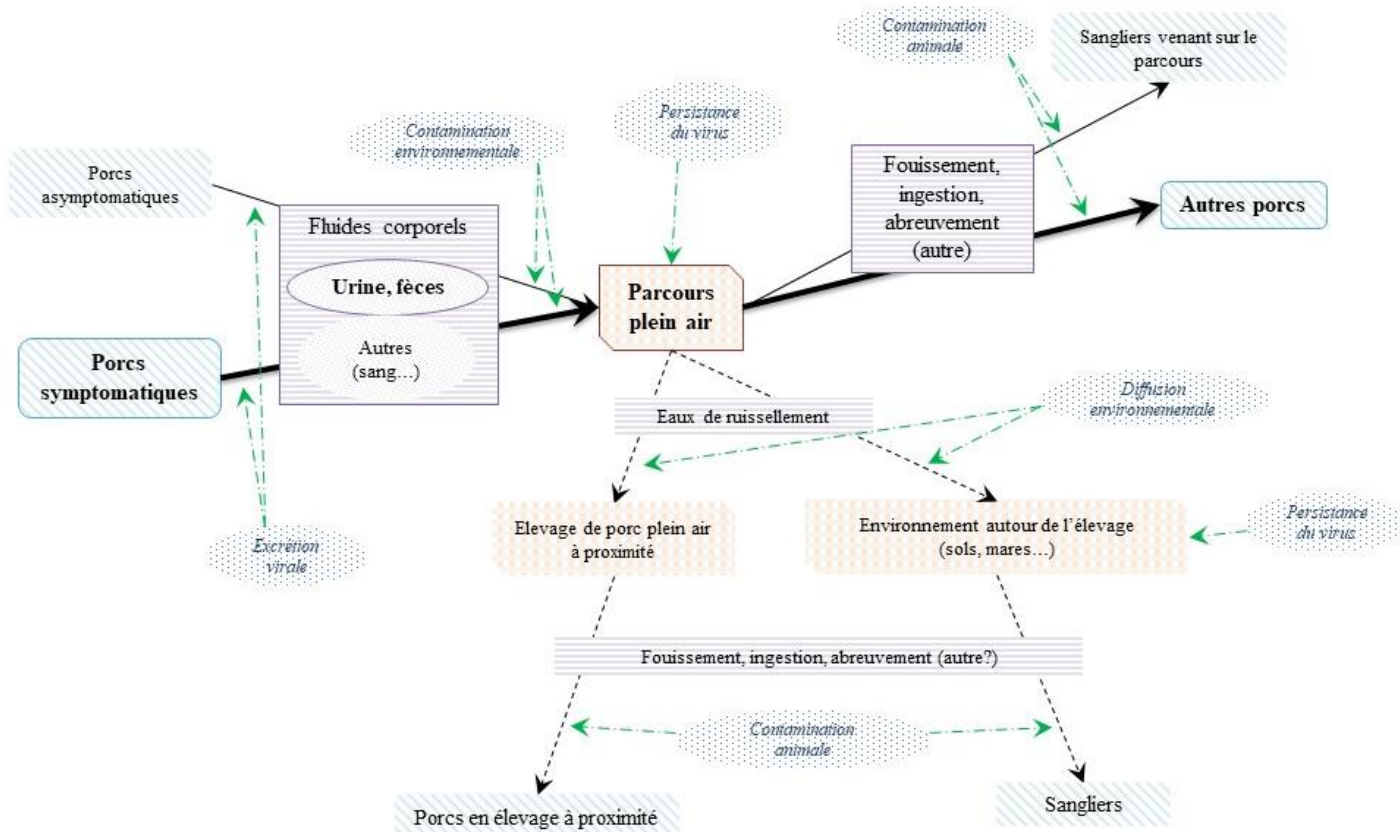 Contamination
animale
Sangliers venant sur le
parcours
Persistance
du virus
Contamination
environnementale
Porcs
asymptomatiques
Fouissement,
ingestion,
abreuvement
(autre)
Autres porcs
Fluides corporels
Urine, fèces
Autres
(sang...)
Parcours
plein air
Porcs
symptomatiques
Diffusion
environnementale
Eaux de ruissellement
Excrétion
virale
Elevage de porc plein air
à proximité
Environnement autour de l'élevage
(sols, mares...)
Persistance
du virus
Fouissement, ingestion, abreuvement (autre?)
Contamination
animale
Porcs en élevage à proximité
Sangliers